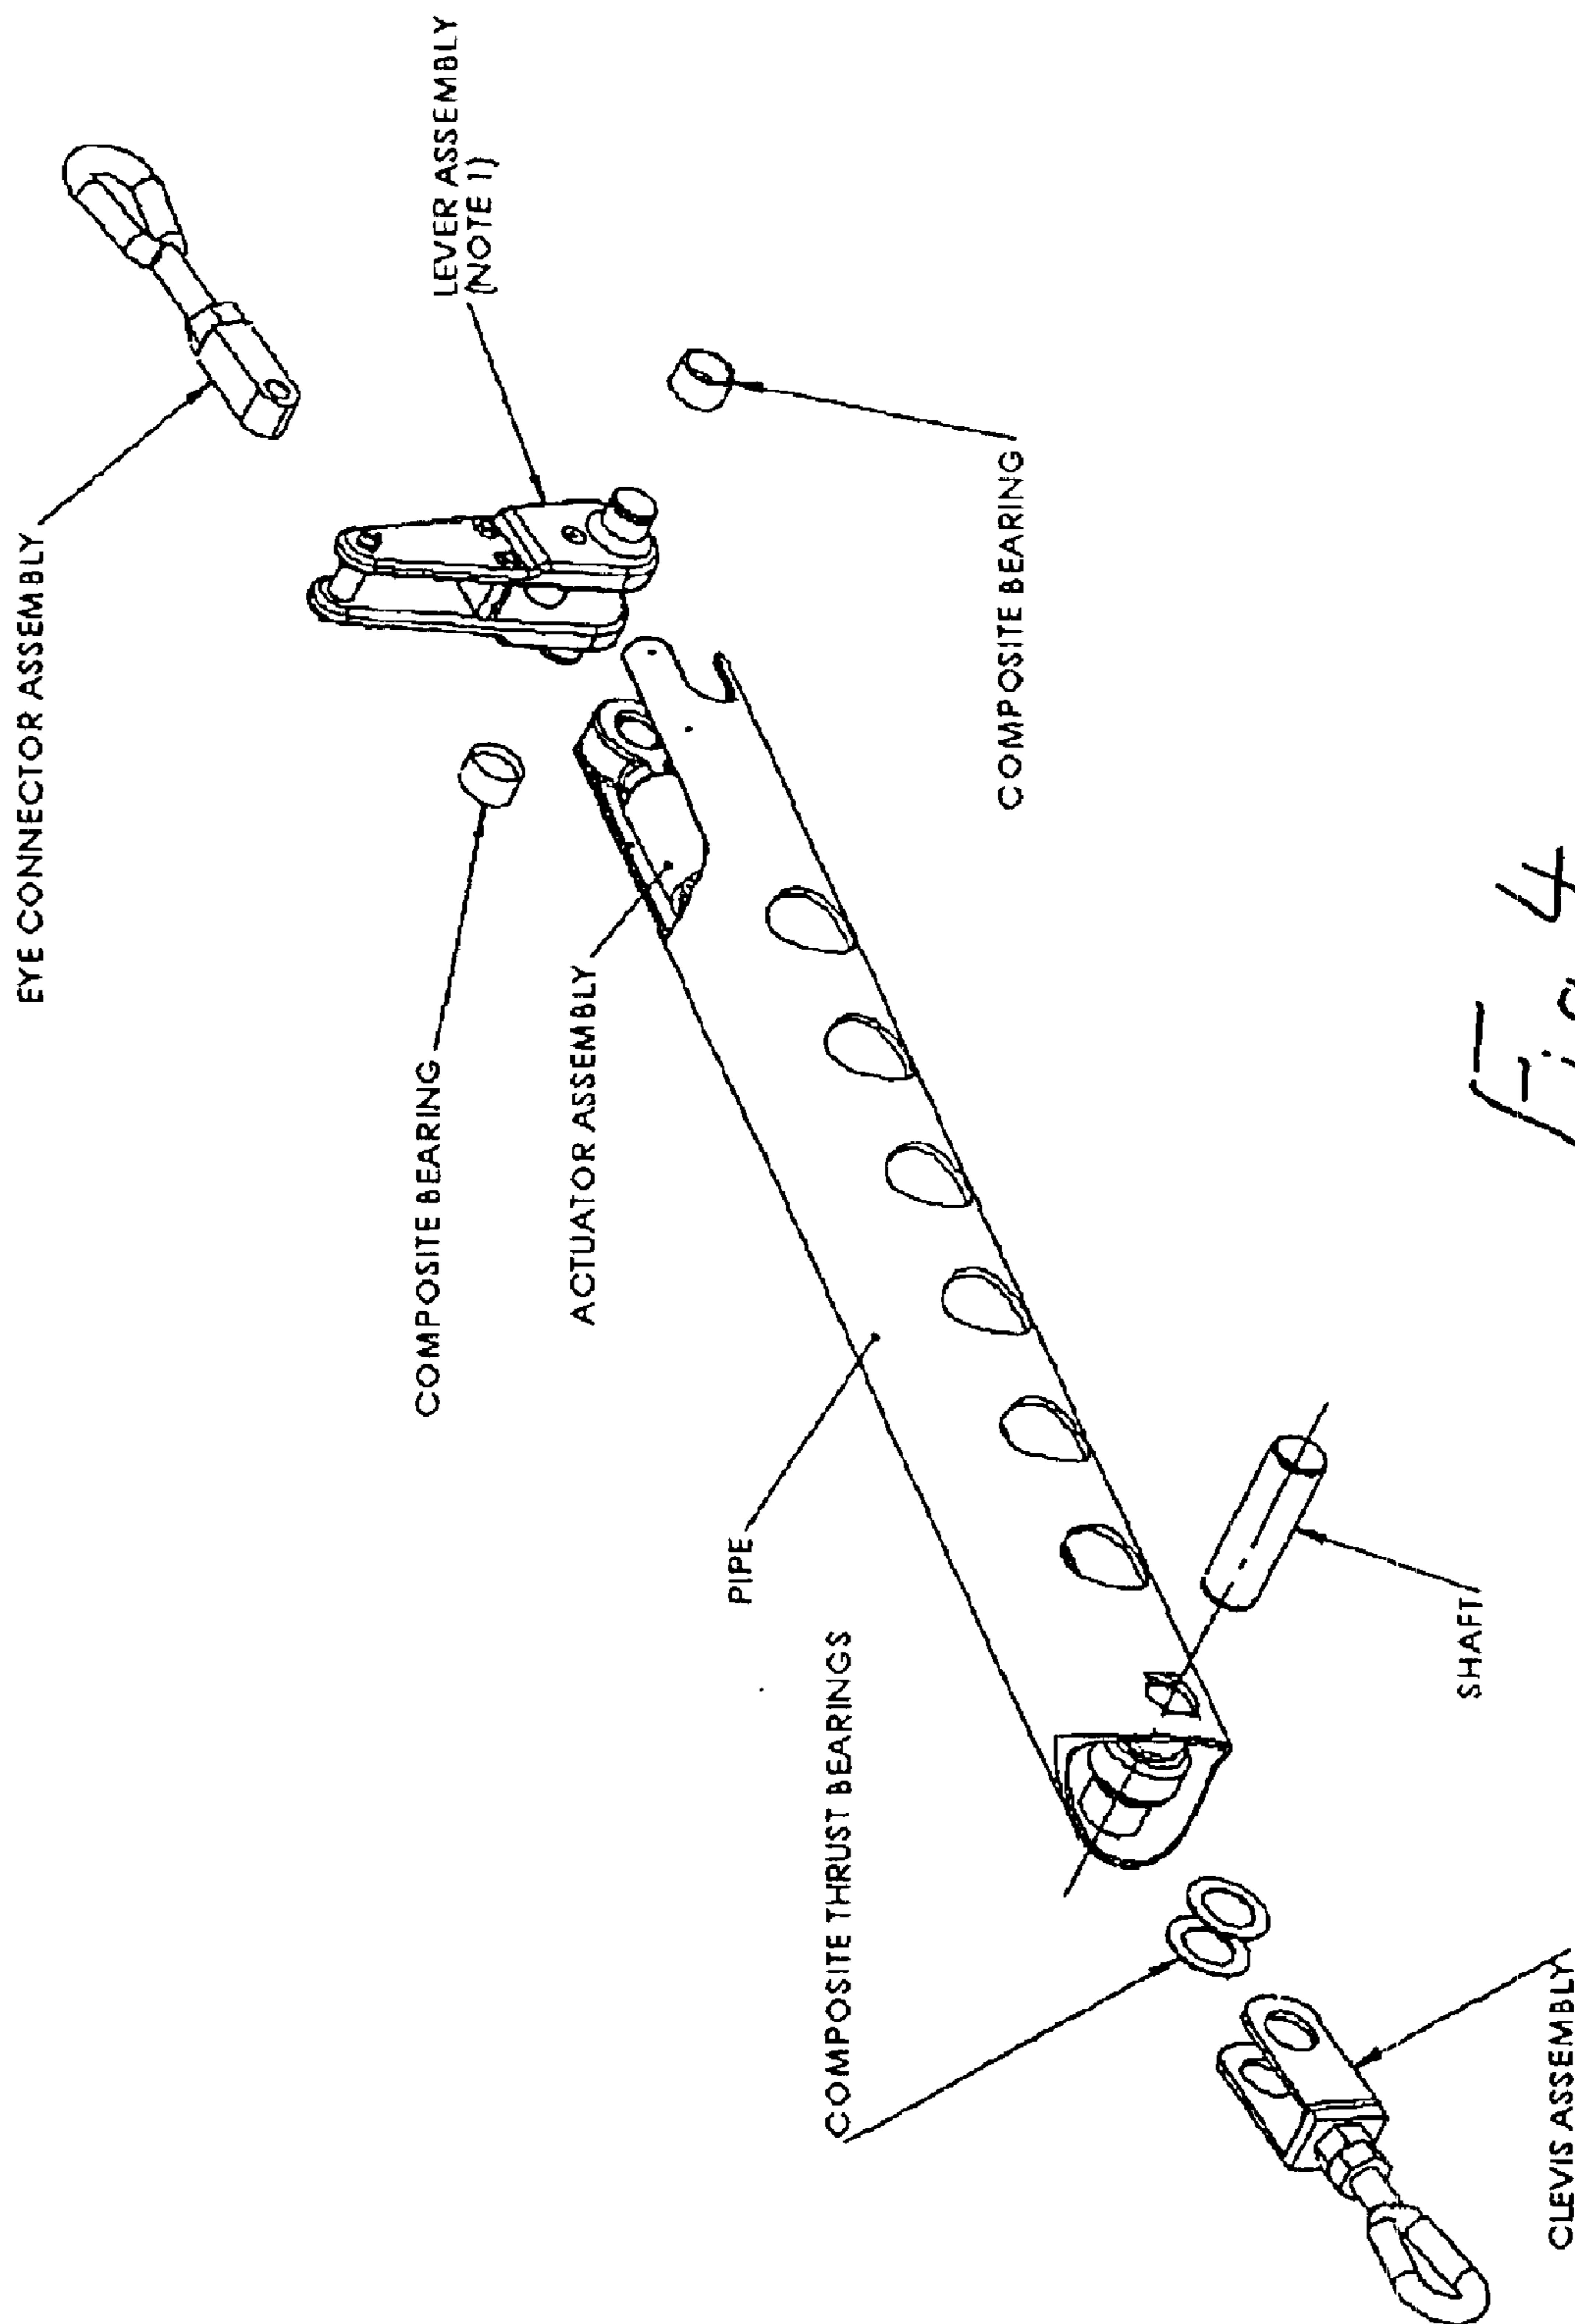 EYE CONNECTOR ASSEMBLY
LEVER ASSEMBLY
(NOTE 1)
COMPOSITE BEARING
COMPOSITE BEARING
ACTUATOR ASSEMBLY
PIPE
COMPOSITE THRUST BEARINGS
SHAFT
CLEVIS ASSEMBLY
Fig 4